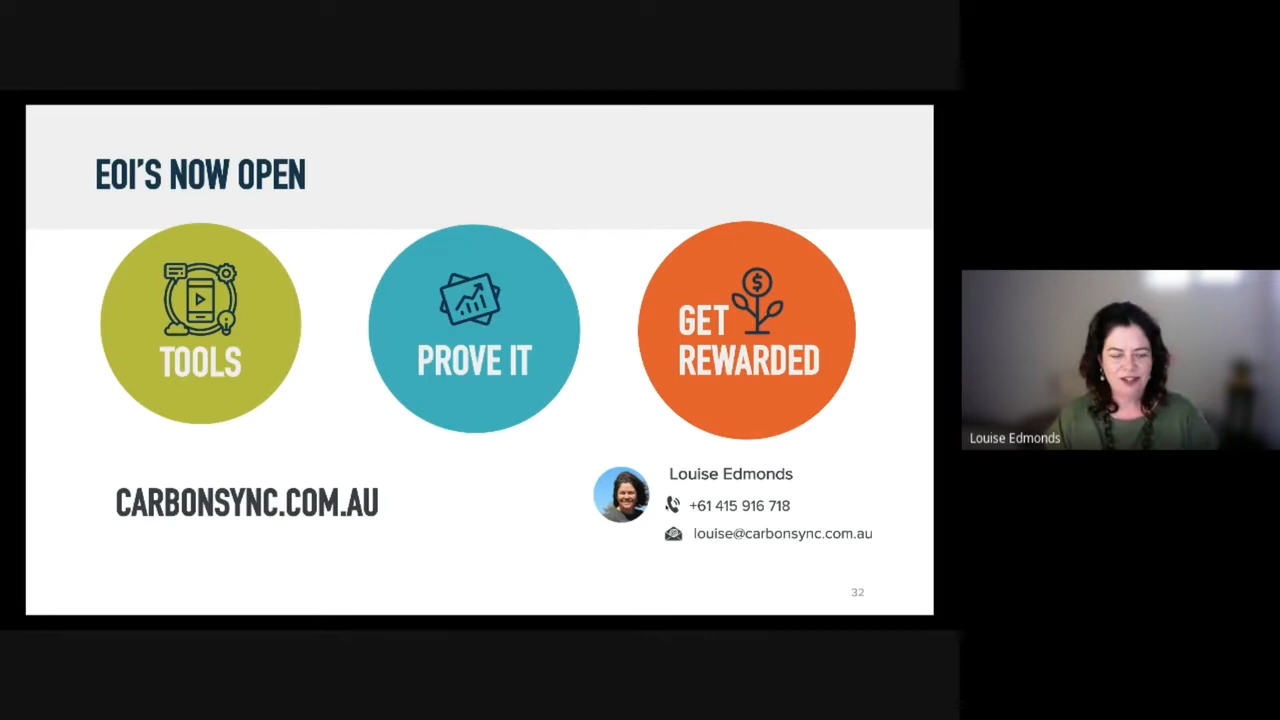 EOI'S NOW OPEN
TOOLS
PROVE IT
GET
REWARDED
$
CARBONSYNC.COM.AU
Louise Edmonds
+61 415 916 718
louise@carbonsync.com.au
32
Louise Edmonds